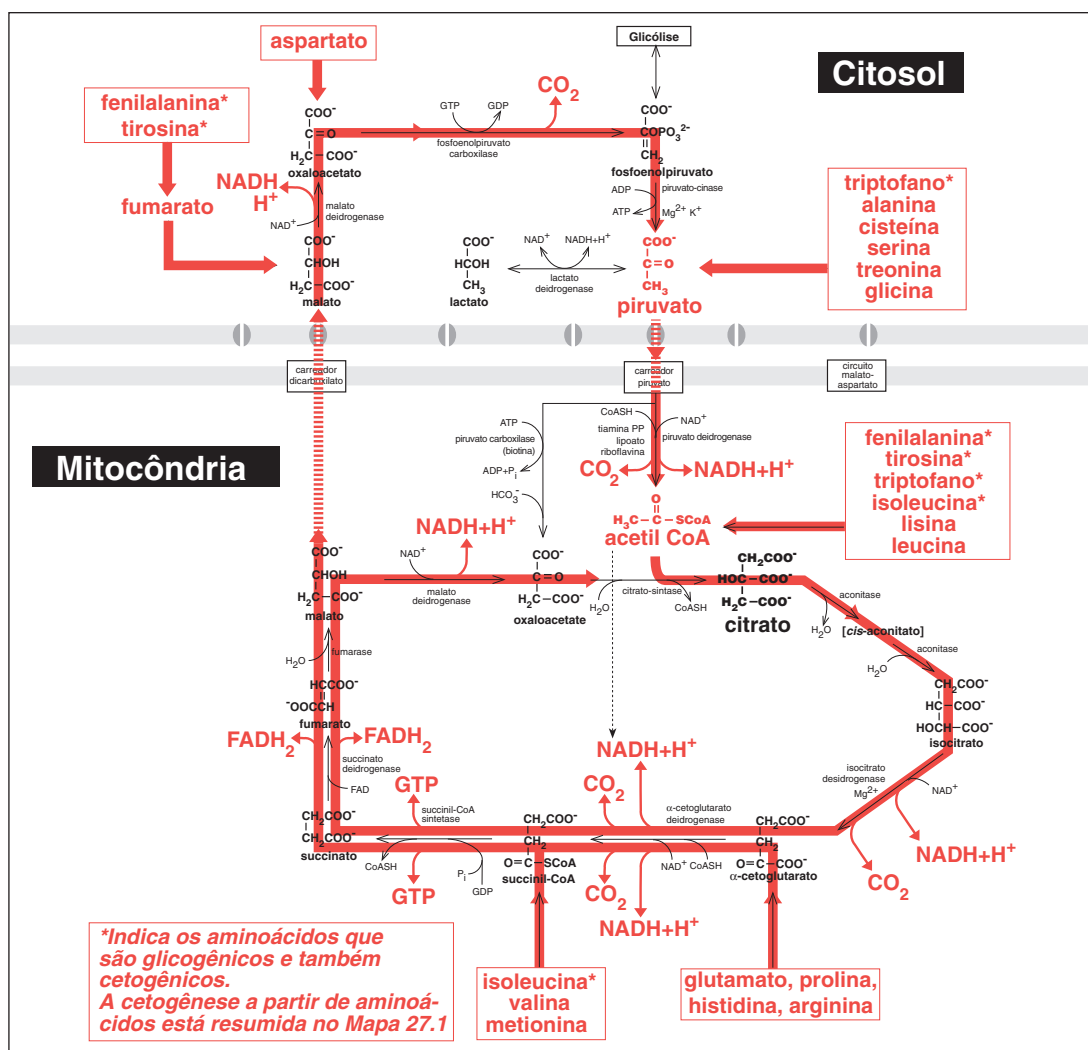 aspartato
Glicólise
Citosol
fenilalanina*
tirosina*
CO2
GTP
GDP
fosfoenolpiruvato
carboxilase
COO-
C=O
H2C—COO-
oxaloacetato
COO-
COPO3 2-
CH2
fosfoenolpiruvato
NADH
H+
NAD+
malato
deidrogenase
fumarato
ADP
ATP
piruvato-cinase
Mg2+ K+
triptofano*
alanina
cisteína
serina
treonina
glicina
COO-
CHOH
H2C—COO-
malato
COO-
HCOH
CH3
lactato
NAD+
NADH+H+
lactato
deidrogenase
COO-
C=O
CH3
piruvato
carreador
dicarboxilato
carreador
piruvato
circuito
malato-
aspartato
Mitocôndria
ATP
piruvato carboxilase
(biotina)
ADP+Pi
HCO3-
CoASH
tiamina PP
lipoato
riboflavina
NAD+
piruvato deidrogenase
CO2
NADH+H+
fenilalanina*
tirosina*
triptofano*
isoleucina*
lisina
leucina
O
H3C—C—SCoA
acetil CoA
NADH+H+
NAD+
malato
deidrogenase
COO-
CHOH
H2C—COO-
malato
COO-
C=O
CH2COO-
oxaloacetate
H2O
citrato-sintase
CoASH
CH2COO-
HOC—COO-
H2C—COO-
citrato
aconitase
H2O
[cis-aconitato]
aconitase
H2O
CH2COO-
HC—COO-
HOCHCOO-
isocitrato
H2O
fumarase
HCCOO-
-OOCCH
fumarato
FADH2
FADH2
succinato
deidrogenase
FAD
NADH+H+
isocitrato
desidrogenase
Mg2+
NAD+
NADH+H+
CO2
GTP
succinil-CoA
sintetase
CO2
α-cetoglutarato
deidrogenase
CH2COO-
CH2COO-
succinato
CoASH
Pi
GDP
GTP
CH2COO-
CH2
O=C—SCoA
succinil-CoA
CO2
NAD+
CoASH
NADH+H+
CH2COO-
CH2
O=C—COO-
α-cetoglutarato
*Indica os aminoácidos que
são glicogênicos e também
cetogênicos.
A cetogênese a partir de aminoá-
cidos está resumida no Mapa 27.1
isoleucina*
valina
metionina
glutamato, prolina,
histidina, arginina